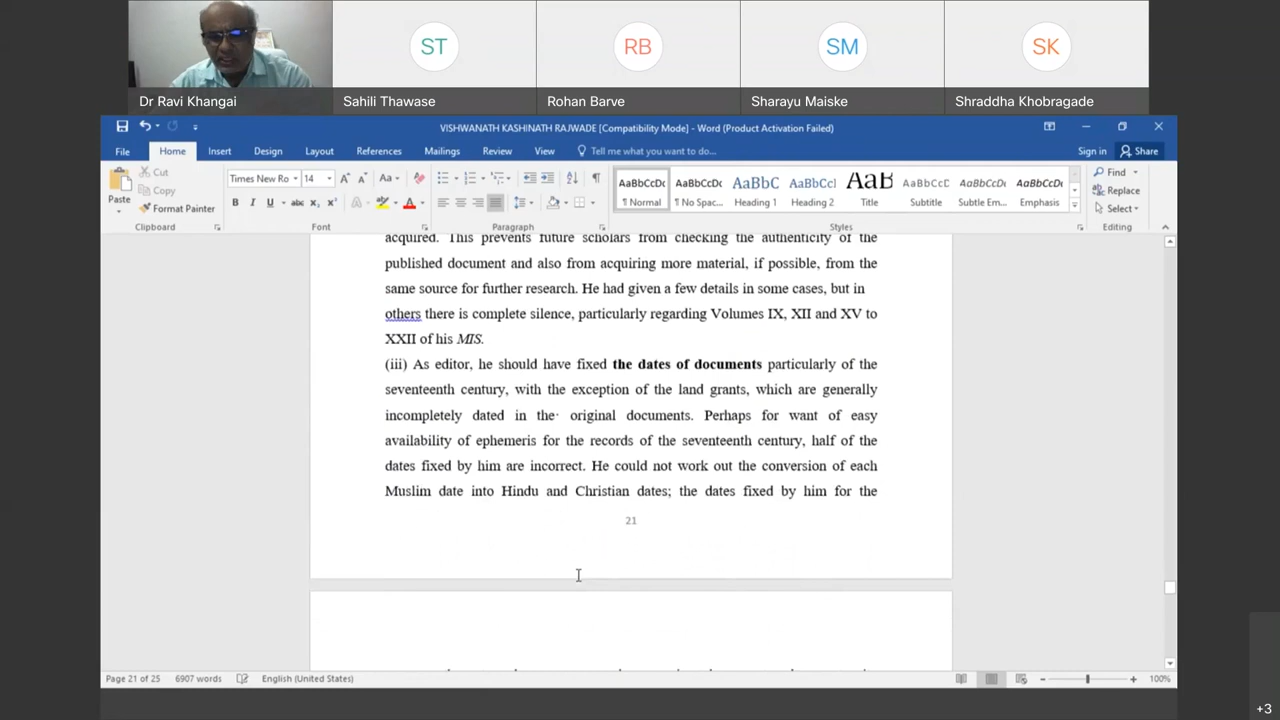 ST
RB
SM
SK
Dr Ravi Khangai
Sahili Thawase
Rohan Barve
Sharayu Maiske
Shraddha Khobragade
VISHWANATH KASHINATH RAJWADE [Compatibility Mode] - Word (Product Activation Failed)
File Home Insert Design Layout References Mailings Review View Tell me what you want to do... Sign in Share
Paste
Cut
Copy
Format Painter
Clipboard
Times New Ro 14
Font
Paragraph
AaBbCcDc AaBbCcDc AaBbC AaBbCcI AaB AaBbCcD AaBbCcDc AaBbCcDc
¶ Normal ¶ No Spac... Heading 1 Heading 2 Title Subtitle Subtle Em... Emphasis
Styles
Find
Replace
Select
Editing
acquired. This prevents future scholars from checking the authenticity of the
published document and also from acquiring more material, if possible, from the
same source for further research. He had given a few details in some cases, but in
others there is complete silence, particularly regarding Volumes IX, XII and XV to
XXII of his MIS.
(iii) As editor, he should have fixed the dates of documents particularly of the
seventeenth century, with the exception of the land grants, which are generally
incompletely dated in the· original documents. Perhaps for want of easy
availability of ephemeris for the records of the seventeenth century, half of the
dates fixed by him are incorrect. He could not work out the conversion of each
Muslim date into Hindu and Christian dates; the dates fixed by him for the
21
Page 21 of 25 6907 words English (United States) 100%
+3